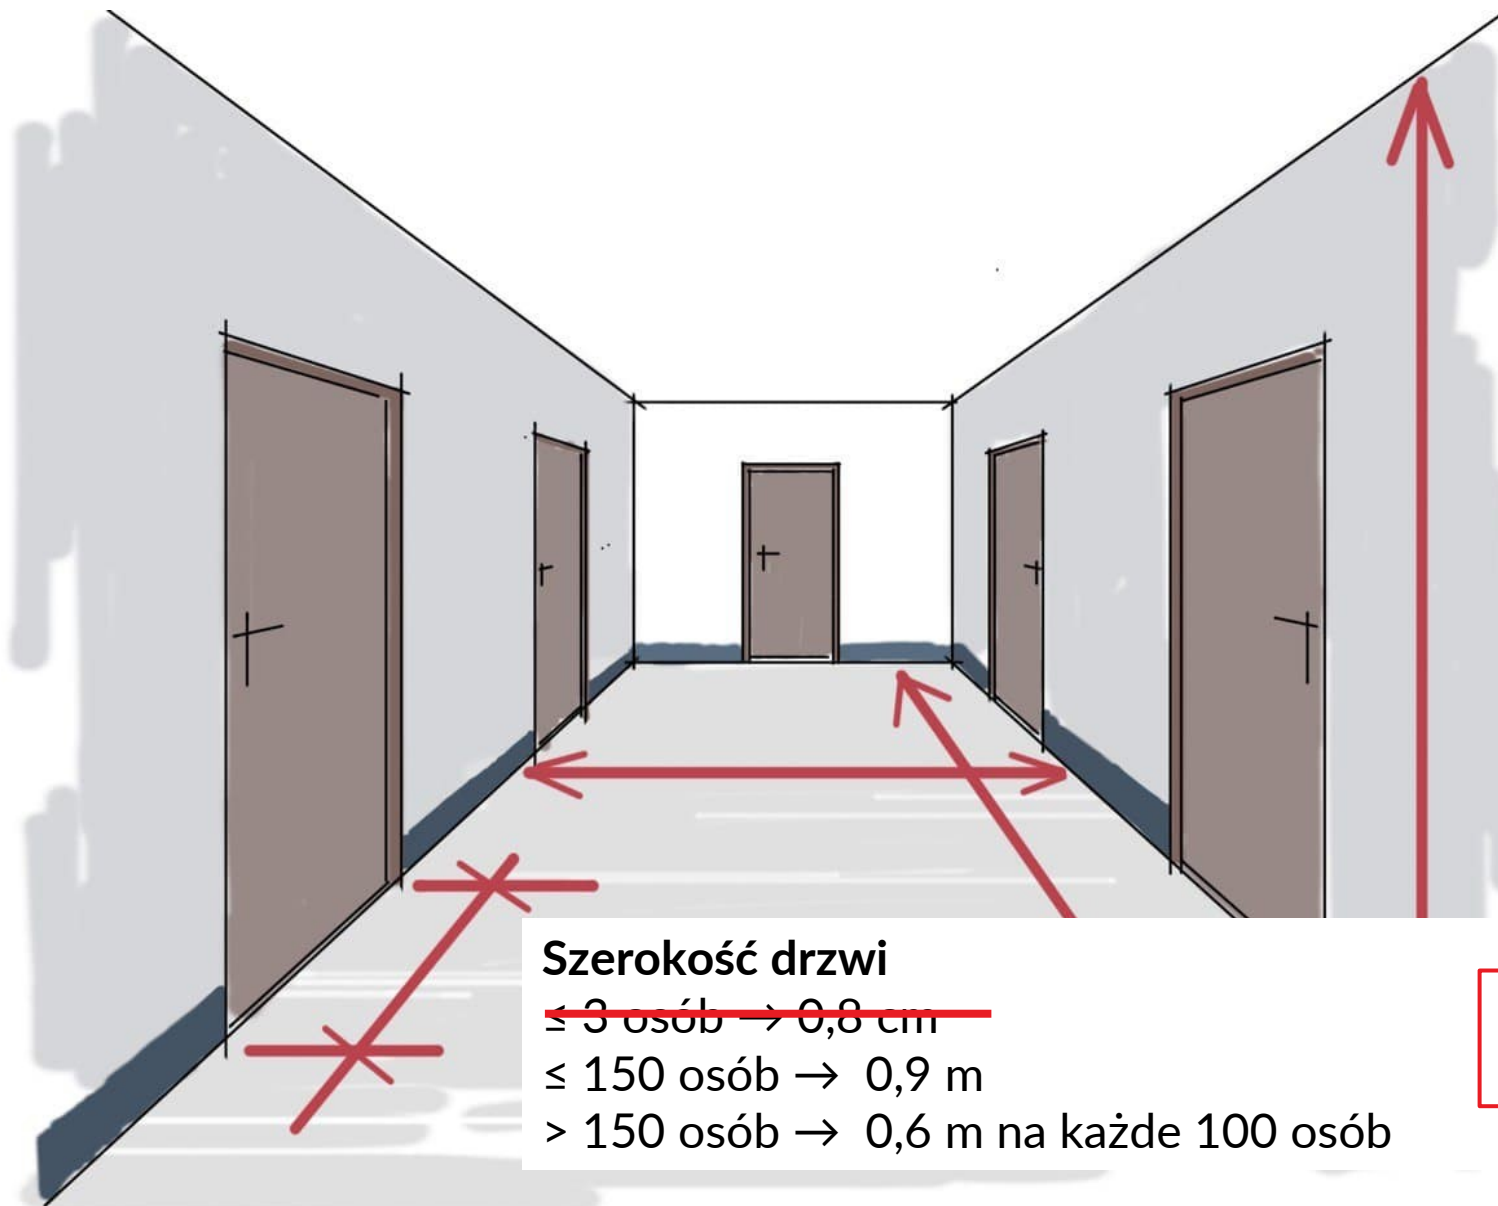 Szerokość drzwi
≤ 3 osób → 0,8 cm
≤ 150 osób → 0,9 m
> 150 osób → 0,6 m na każde 100 osób